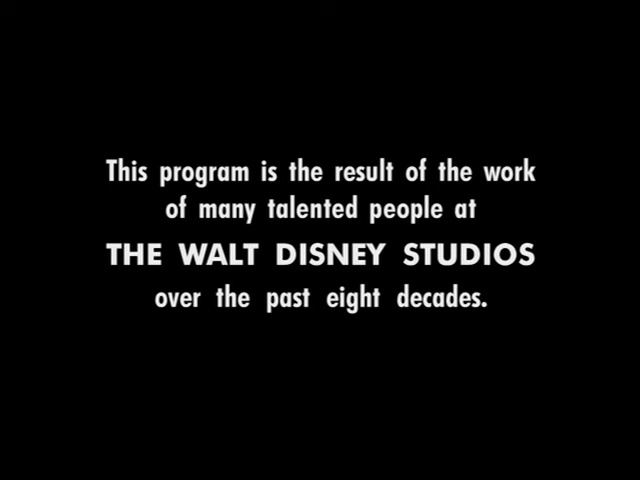 This program is the result of the work
of many talented people at
THE WALT DISNEY STUDIOS
over the past eight decades.